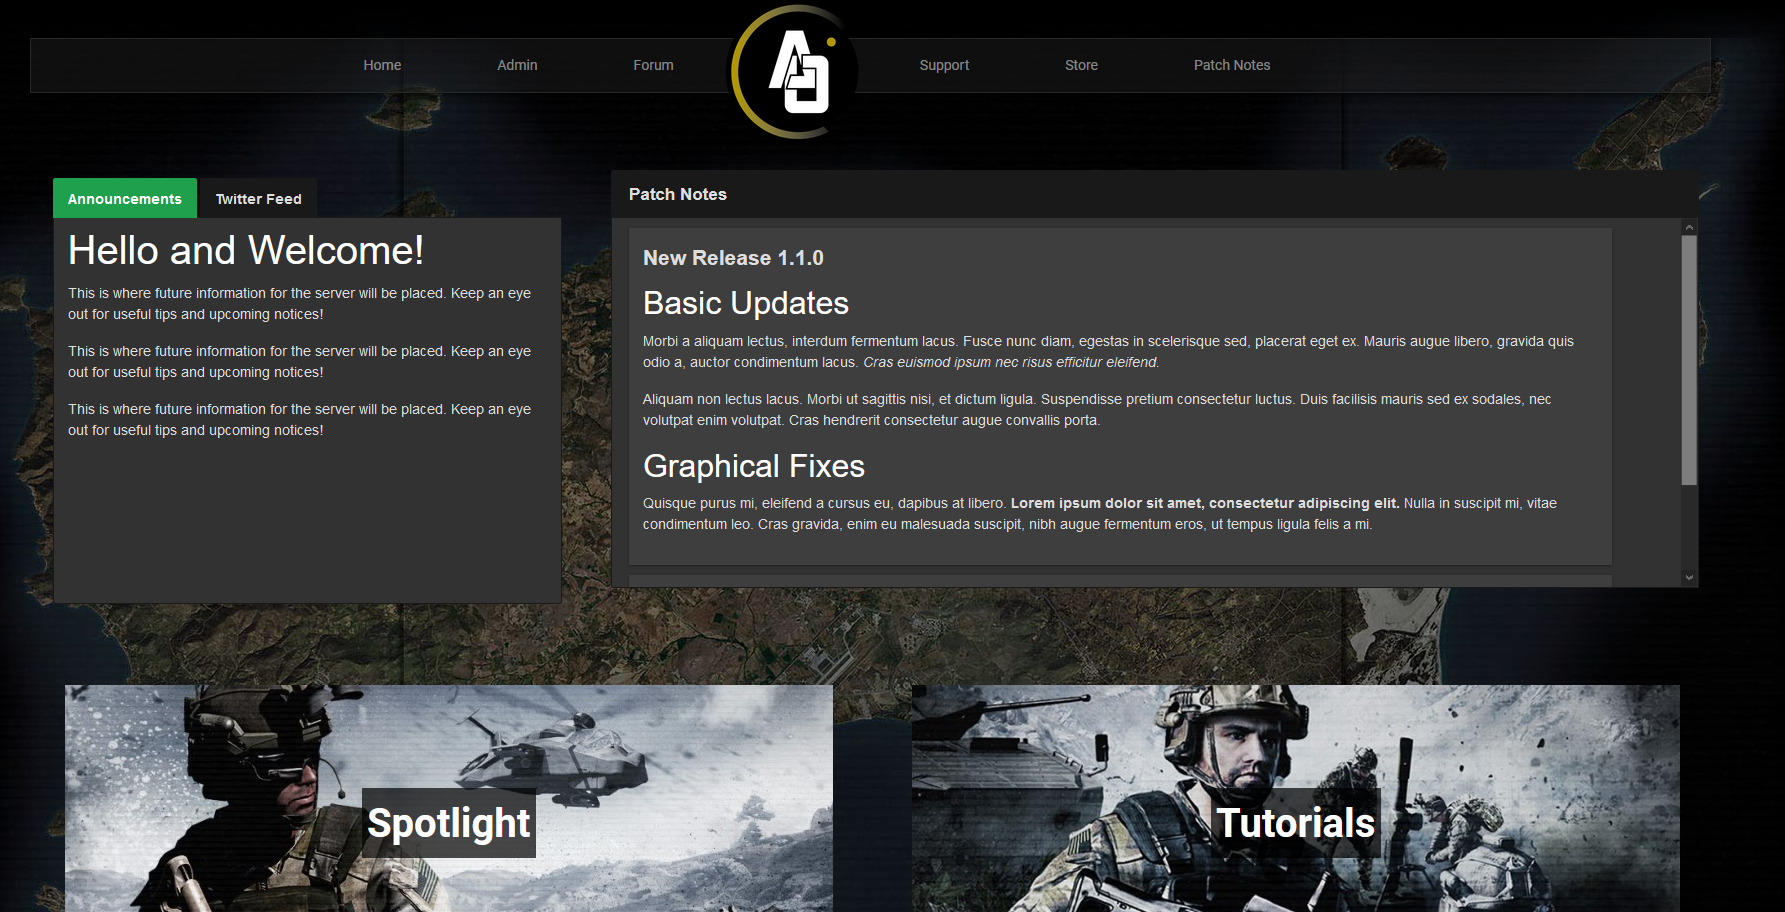 Home Admin Forum Support Store Patch Notes
Announcements Twitter Feed
Hello and Welcome!
This is where future information for the server will be placed. Keep an eye
out for useful tips and upcoming notices!
This is where future information for the server will be placed. Keep an eye
out for useful tips and upcoming notices!
This is where future information for the server will be placed. Keep an eye
out for useful tips and upcoming notices!
Patch Notes
New Release 1.1.0
Basic Updates
Morbi a aliquam lectus, interdum fermentum lacus. Fusce nunc diam, egestas in scelerisque sed, placerat eget ex. Mauris augue libero, gravida quis
odio a, auctor condimentum lacus. Cras euismod ipsum nec risus efficitur eleifend.
Aliquam non lectus lacus. Morbi ut sagittis nisi, et dictum ligula. Suspendisse pretium consectetur luctus. Duis facilisis mauris sed ex sodales, nec
volutpat enim volutpat. Cras hendrerit consectetur augue convallis porta.
Graphical Fixes
Quisque purus mi, eleifend a cursus eu, dapibus at libero. Lorem ipsum dolor sit amet, consectetur adipiscing elit. Nulla in suscipit mi, vitae
condimentum leo. Cras gravida, enim eu malesuada suscipit, nibh augue fermentum eros, ut tempus ligula felis a mi.
Spotlight
Tutorials